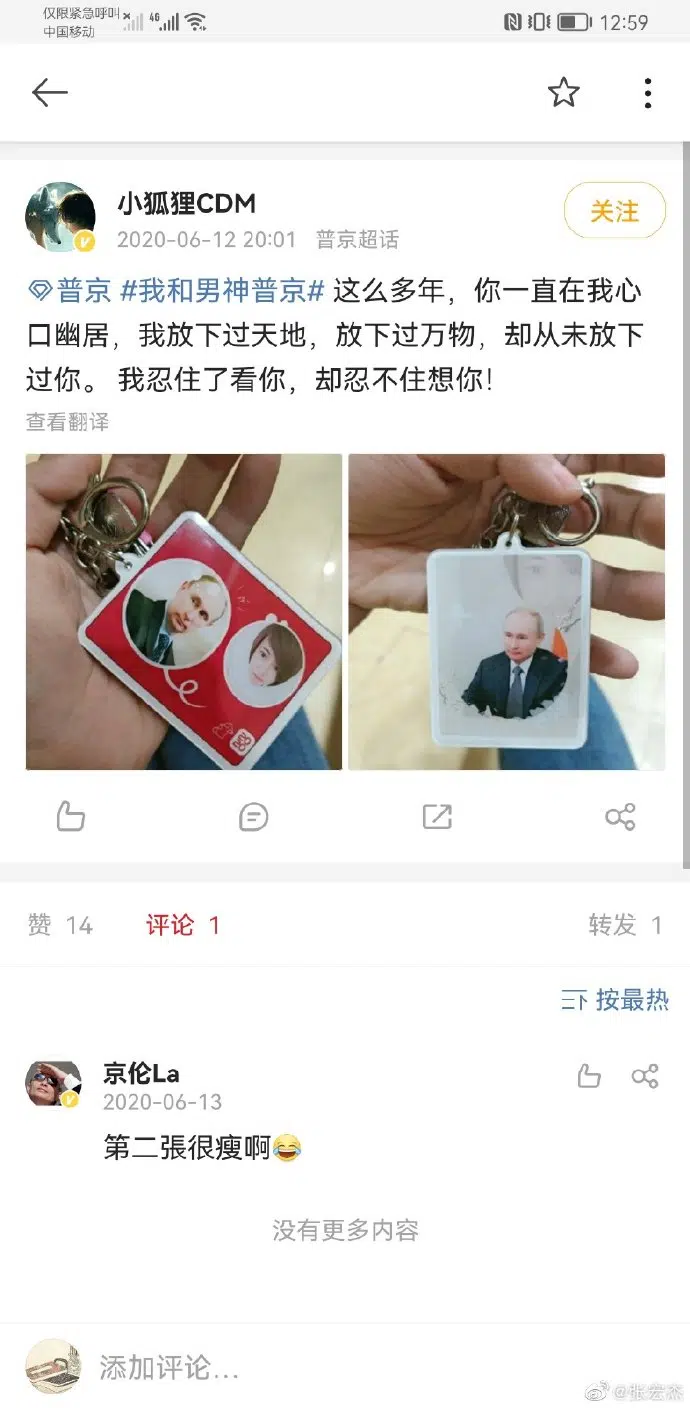 仅限紧急呼叫
中国移动
4G
12:59
小狐狸CDM
关注
2020-06-12 20:01 普京超话
普京 #我和男神普京# 这么多年，你一直在我心
口幽居，我放下过天地，放下过万物，却从未放下
过你。 我忍住了看你，却忍不住想你！
查看翻译
赞 14
评论 1
转发 1
按最热
京伦La
2020-06-13
第二張很瘦啊😂
没有更多内容
添加评论...
@张宏杰